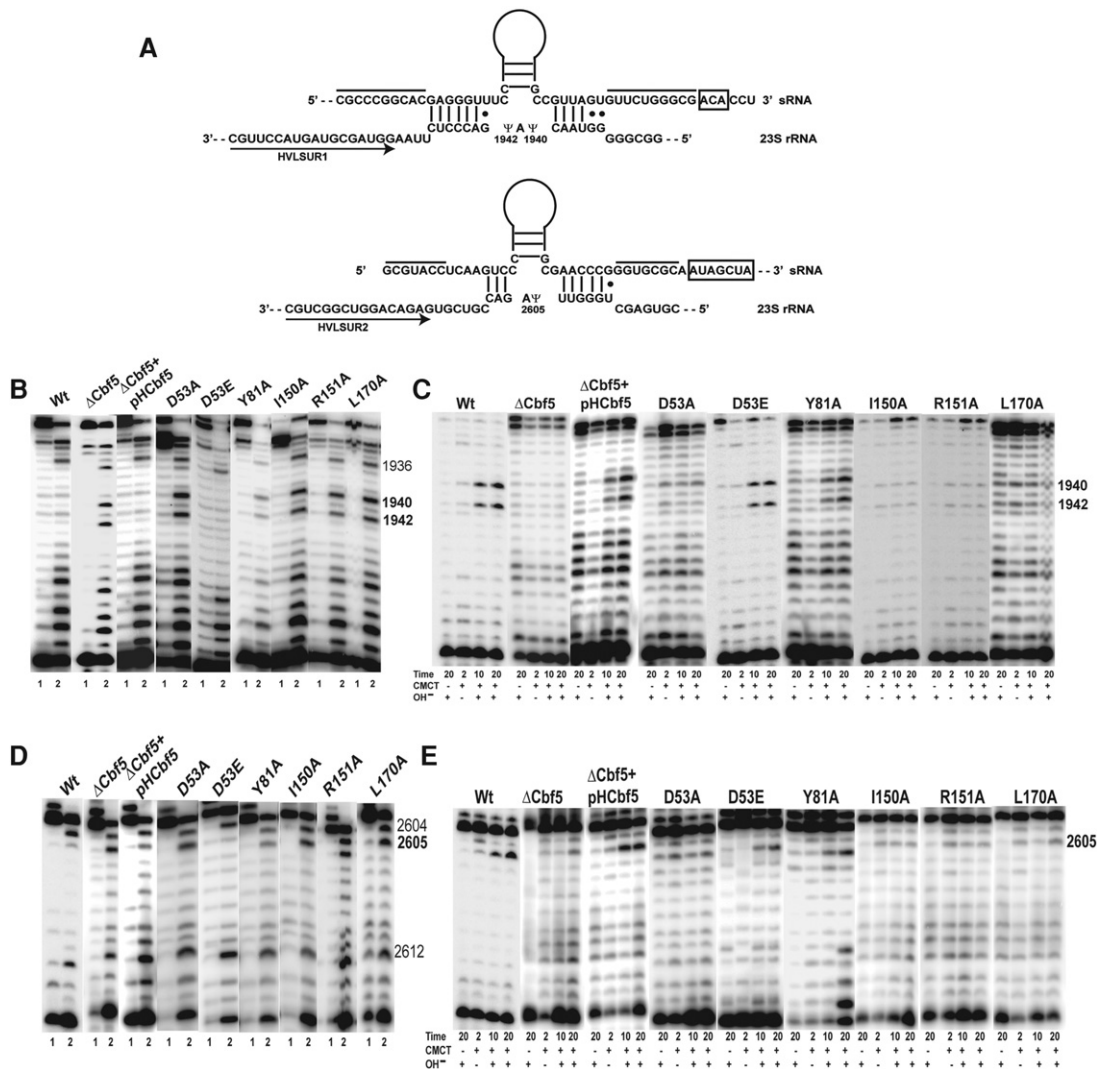 A
5'- - CGCCCGGCACGAGGGUUUC G CCGUUAGUGUUCUGGGCG ACA CCU 3' sRNA
CUCCCAG Ψ A Ψ CAAUGG
3'-- CGUUCCAUGAUGCGAUGGAAUU 1942 1940 GGGCGG -- 5' 23S rRNA
HVLSUR1
5' GCGUACCUCAAGUCC C G CGAACCCGGGUGCGCA AUAGCUA -- 3' sRNA
CAG AΨ UUGGGU
3'-- CGUCGGCUGGACAGAGUGCUGC 2605 CGAGUGC -- 5' 23S rRNA
HVLSUR2
B
Wt ΔCbf5 ΔCbf5+ pHCbf5 D53A D53E Y81A I150A R151A L170A
1936
1940
1942
1 2 1 2 1 2 1 2 1 2 1 2 1 2 1 2 1 2
C
Wt ΔCbf5 ΔCbf5+ pHCbf5 D53A D53E Y81A I150A R151A L170A
1940
1942
Time 20 2 10 20 20 2 10 20 20 2 10 20 20 2 10 20 20 2 10 20 20 2 10 20 20 2 10 20 20 2 10 20 20 2 10 20
CMCT - + + + - + + + - + + + - + + + - + + + - + + + - + + + - + + + - + + +
OH⁻ + - + + + - + + + - + + + - + + + - + + + - + + + - + + + - + + + - + +
D
Wt ΔCbf5 ΔCbf5+ pHCbf5 D53A D53E Y81A I150A R151A L170A
2604
2605
2612
1 2 1 2 1 2 1 2 1 2 1 2 1 2 1 2 1 2
E
Wt ΔCbf5 ΔCbf5+ pHCbf5 D53A D53E Y81A I150A R151A L170A
2605
Time 20 2 10 20 20 2 10 20 20 2 10 20 20 2 10 20 20 2 10 20 20 2 10 20 20 2 10 20 20 2 10 20 20 2 10 20
CMCT - + + + - + + + - + + + - + + + - + + + - + + + - + + + - + + + - + + +
OH⁻ + - + + + - + + + - + + + - + + + - + + + - + + + - + + + - + + + - + +